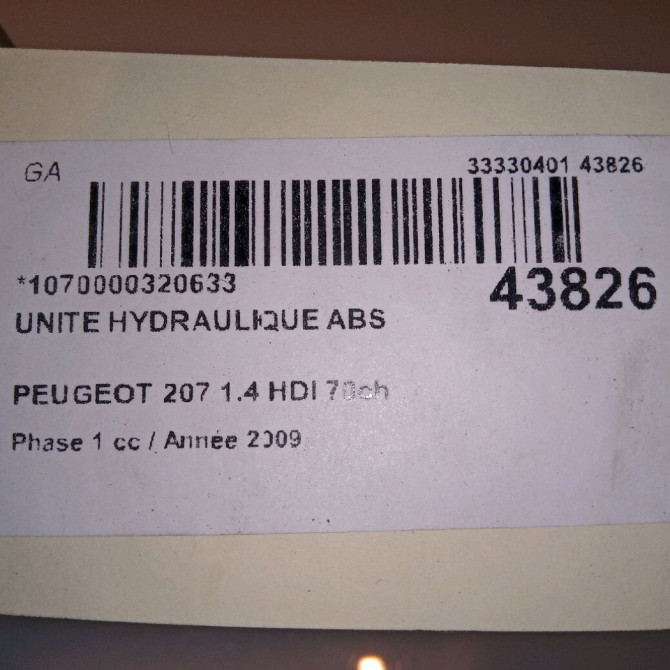 GA
33330401 43826
*1070000320633
43826
UNITE HYDRAULIQUE ABS
PEUGEOT 207 1.4 HDI 70ch
Phase 1 cc / Année 2009